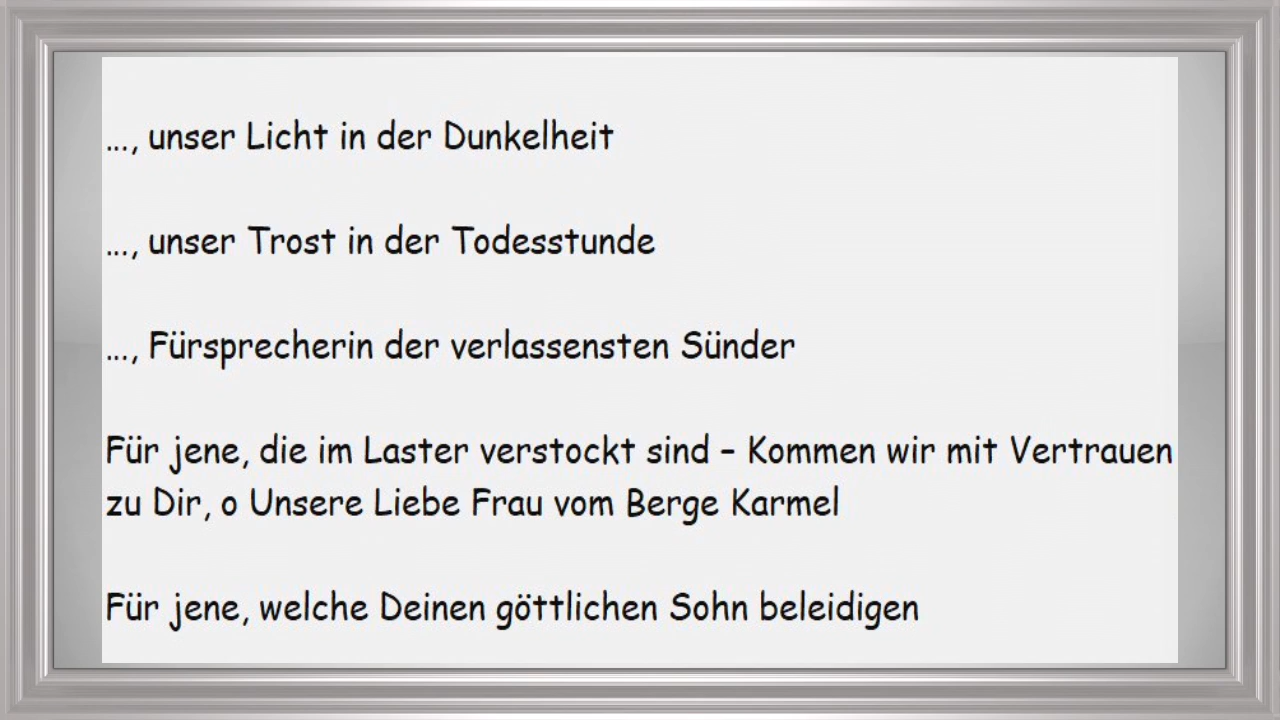 ..., unser Licht in der Dunkelheit
..., unser Trost in der Todesstunde
..., Fürsprecherin der verlassensten Sünder
Für jene, die im Laster verstockt sind – Kommen wir mit Vertrauen
zu Dir, o Unsere Liebe Frau vom Berge Karmel
Für jene, welche Deinen göttlichen Sohn beleidigen